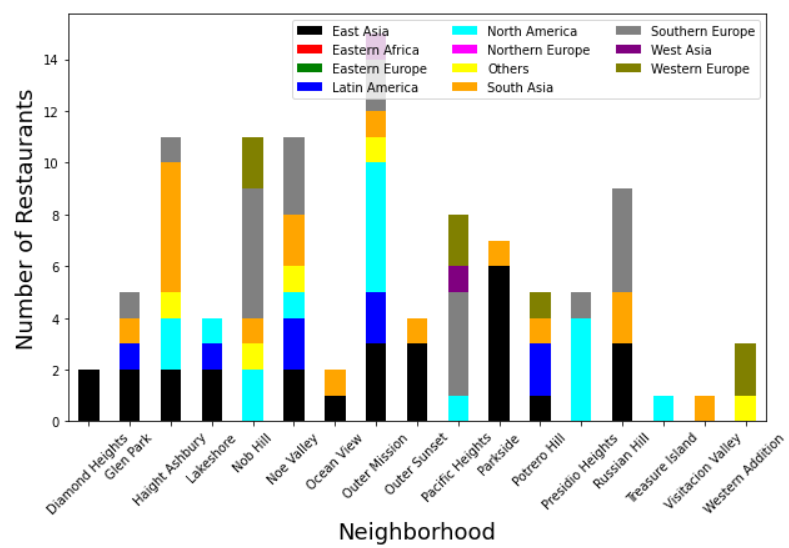 East Asia
Eastern Africa
Eastern Europe
Latin America
North America
Northern Europe
Others
South Asia
Southern Europe
West Asia
Western Europe
Number of Restaurants
14
12
10
8
6
4
2
0
Diamond Heights
Glen Park
Haight Ashbury
Lakeshore
Nob Hill
Noe Valley
Ocean View
Outer Mission
Outer Sunset
Pacific Heights
Parkside
Potrero Hill
Presidio Heights
Russian Hill
Treasure Island
Visitacion Valley
Western Addition
Neighborhood